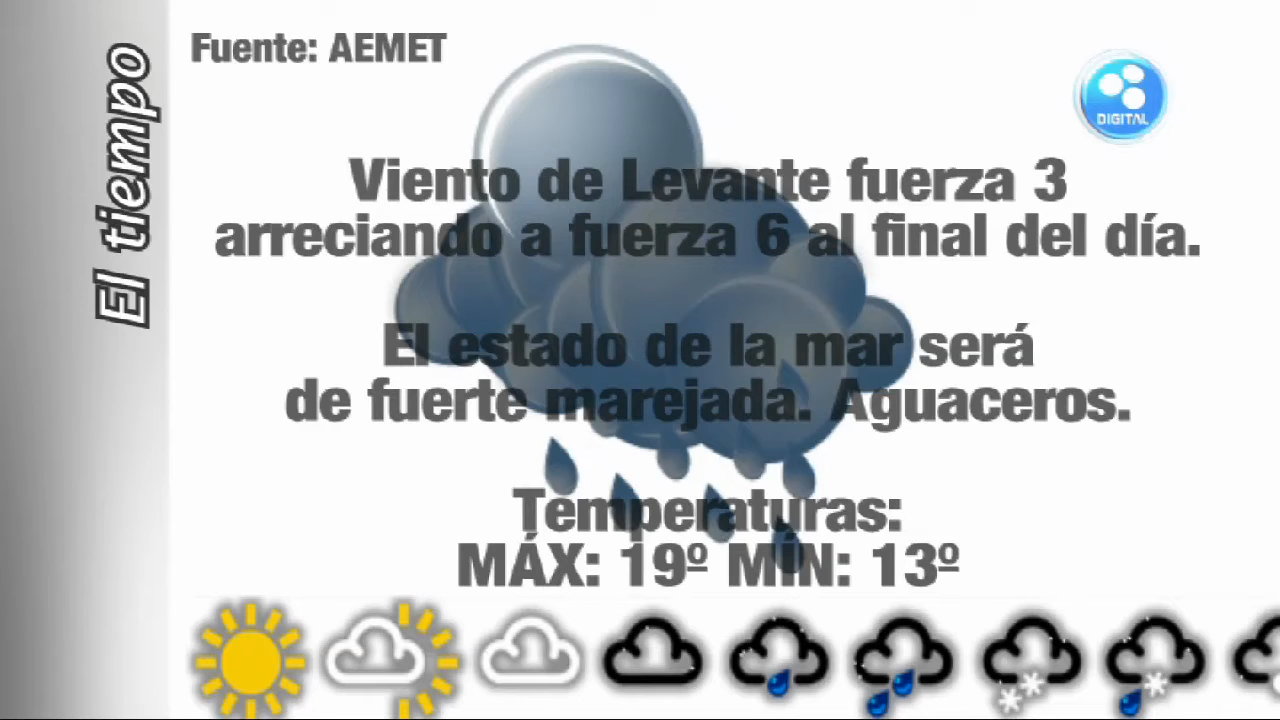 El tiempo
Fuente: AEMET
DIGITAL
Viento de Levante fuerza 3
arreciando a fuerza 6 al final del día.
El estado de la mar será
de fuerte marejada. Aguaceros.
Temperaturas:
MÁX: 19º MÍN: 13º